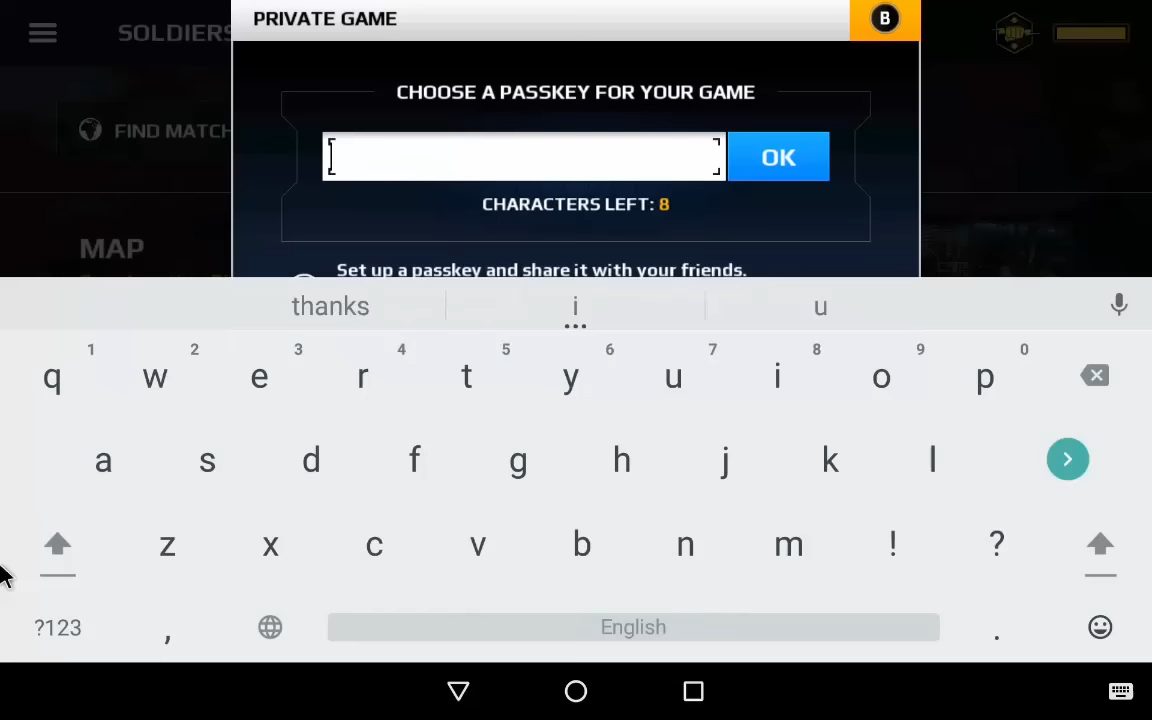 PRIVATE GAME
B
SOLDIERS
CHOOSE A PASSKEY FOR YOUR GAME
FIND MATCH
OK
CHARACTERS LEFT: 8
MAP
Set up a passkey and share it with your friends.
thanks i u
1 2 3 4 5 6 7 8 9 0
q w e r t y u i o p
a s d f g h j k l
z x c v b n m ! ?
?123 , English .